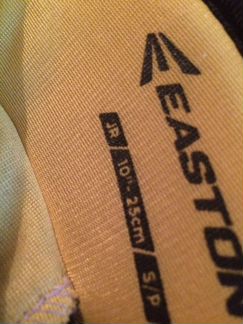 EASTON
JR / 10" - 25cm / S/P